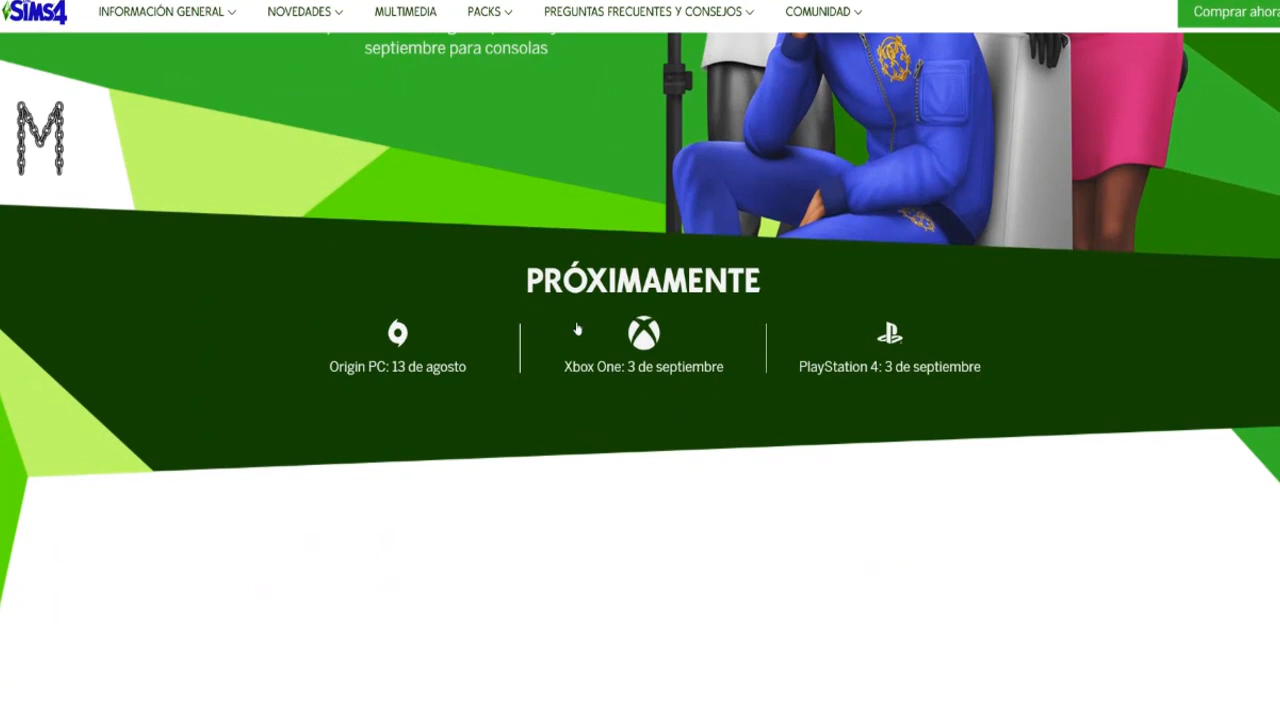 SIMS4
INFORMACIÓN GENERAL
NOVEDADES
MULTIMEDIA
PACKS
PREGUNTAS FRECUENTES Y CONSEJOS
COMUNIDAD
Comprar ahora
septiembre para consolas
M
PRÓXIMAMENTE
Origin PC: 13 de agosto
Xbox One: 3 de septiembre
PlayStation 4: 3 de septiembre